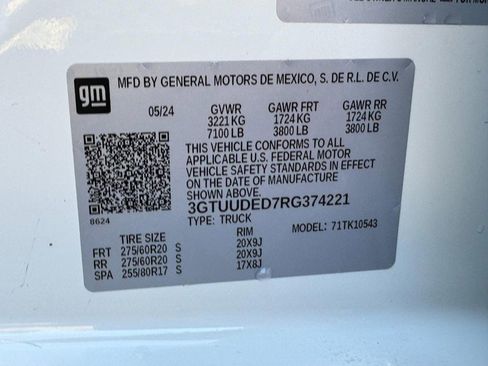 gm
MFD BY GENERAL MOTORS DE MEXICO, S. DE R.L. DE C.V.
05/24 GVWR GAWR FRT GAWR RR
3221 KG 1724 KG 1724 KG
7100 LB 3800 LB 3800 LB
THIS VEHICLE CONFORMS TO ALL
APPLICABLE U.S. FEDERAL MOTOR
VEHICLE SAFETY STANDARDS IN
EFFECT ON THE DATE OF MANUFACTURE
SHOWN ABOVE.
8624 3GTUUDED7RG374221
TYPE: TRUCK MODEL: 71TK10543
TIRE SIZE RIM
FRT 275/60R20 S 20X9J
RR 275/60R20 S 20X9J
SPA 255/80R17 S 17X8J